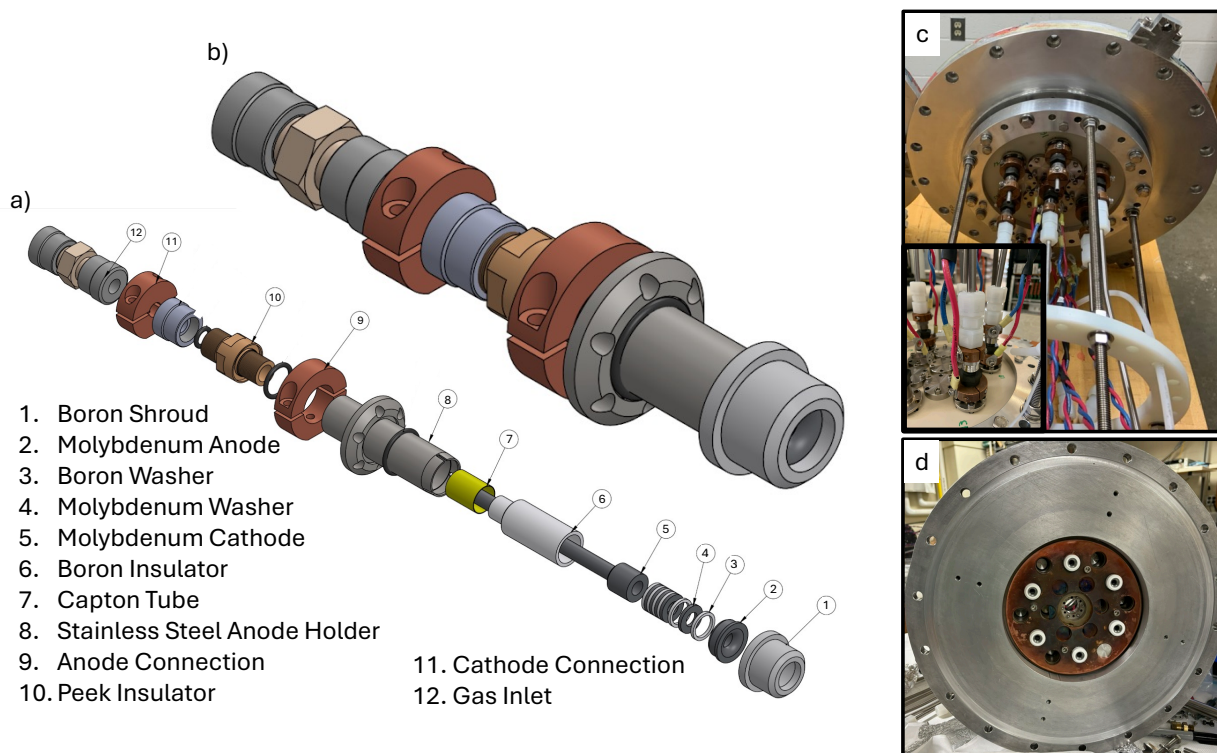 b)
a)
12
11
10
9
8
7
6
5
4
3
2
1
1. Boron Shroud
2. Molybdenum Anode
3. Boron Washer
4. Molybdenum Washer
5. Molybdenum Cathode
6. Boron Insulator
7. Capton Tube
8. Stainless Steel Anode Holder
9. Anode Connection
10. Peek Insulator
11. Cathode Connection
12. Gas Inlet
c
d